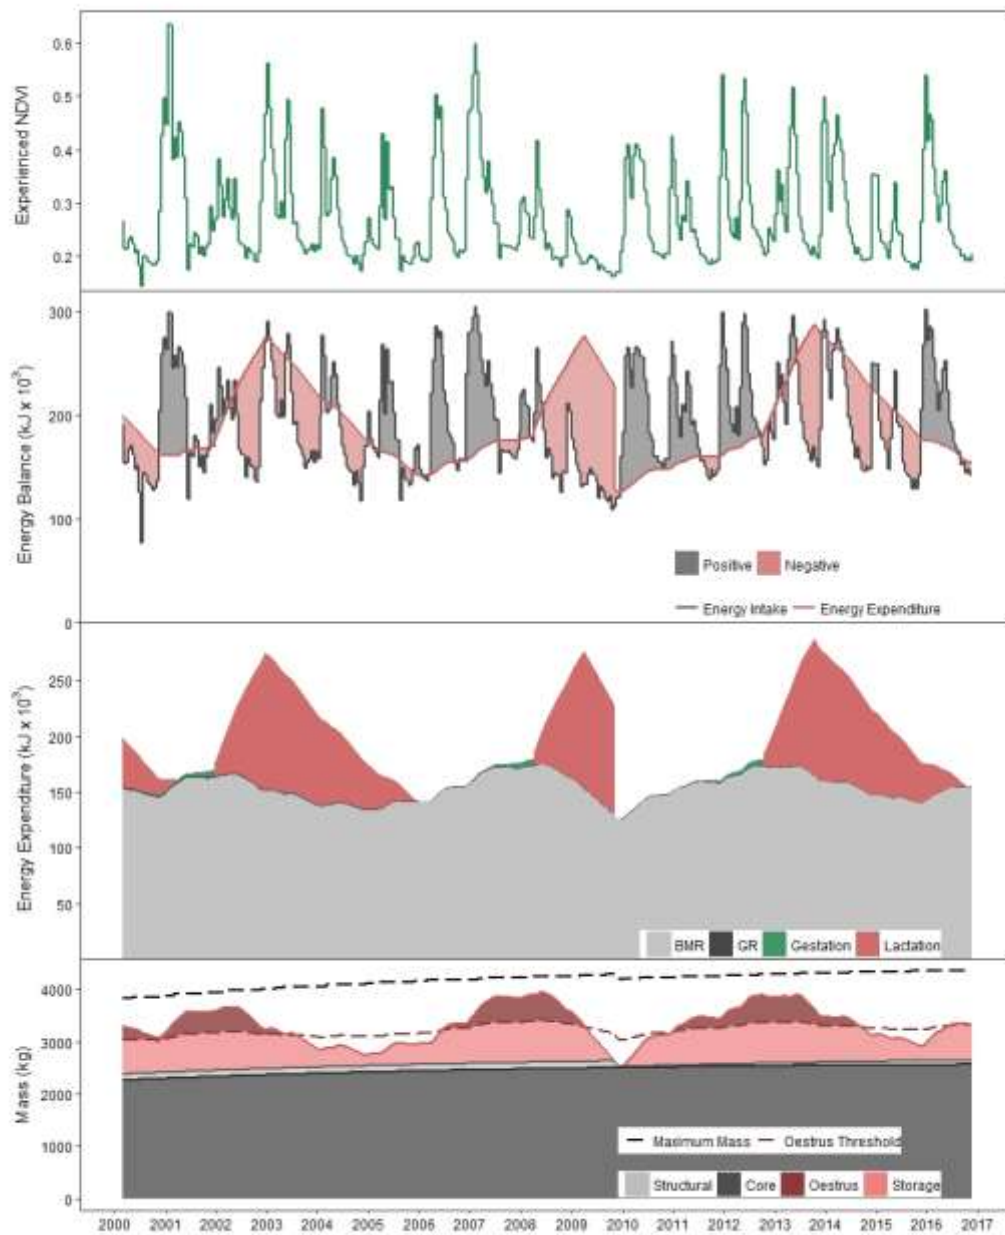 Experienced NDVI
0.6
0.5
0.4
0.3
0.2
Energy Balance (kJ x 10³)
300
200
100
0
Positive Negative
Energy Intake Energy Expenditure
Energy Expenditure (kJ x 10³)
250
200
150
100
50
BMR GR Gestation Lactation
Mass (kg)
4000
3000
2000
1000
0
Maximum Mass Oestrus Threshold
Structural Core Oestrus Storage
2000 2001 2002 2003 2004 2005 2006 2007 2008 2009 2010 2011 2012 2013 2014 2015 2016 2017